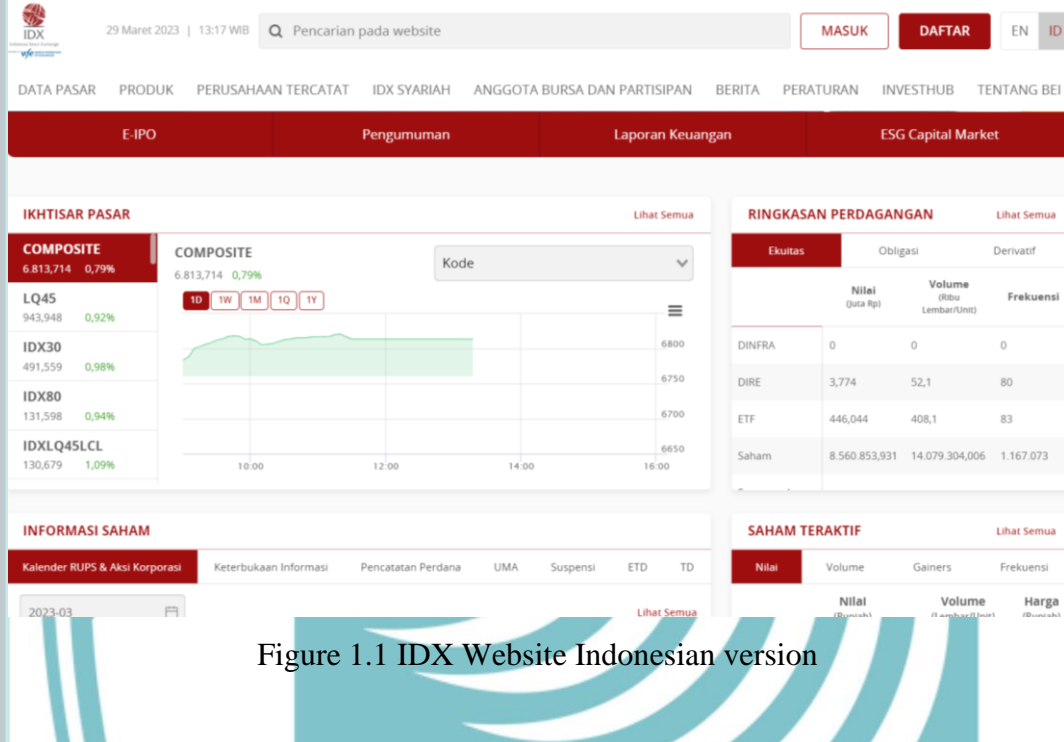 IDX
29 Maret 2023 | 13:17 WIB
Pencarian pada website
MASUK
DAFTAR
EN
ID
DATA PASAR
PRODUK
PERUSAHAAN TERCATAT
IDX SYARIAH
ANGGOTA BURSA DAN PARTISIPAN
BERITA
PERATURAN
INVESTHUB
TENTANG BEI
E-IPO
Pengumuman
Laporan Keuangan
ESG Capital Market
IKHTISAR PASAR
Lihat Semua
COMPOSITE
6.813,714 0,79%
LQ45
943,948 0,92%
IDX30
491,559 0,98%
IDX80
131,598 0,94%
IDXLQ45LCL
130,679 1,09%
COMPOSITE
6.813,714 0,79%
Kode
1D 1W 1M 1Q 1Y
6800
6750
6700
6650
10:00 12:00 14:00 16:00
RINGKASAN PERDAGANGAN
Lihat Semua
Ekuitas Obligasi Derivatif
Nilai
(Juta Rp)
Volume
(Ribu
Lembar/Unit)
Frekuensi
DINFRA 0 0 0
DIRE 3,774 52,1 80
ETF 446,044 408,1 83
Saham 8.560.853,931 14.079.304,006 1.167.073
INFORMASI SAHAM
Kalender RUPS & Aksi Korporasi Keterbukaan Informasi Pencatatan Perdana UMA Suspensi ETD TD
2023-03
Lihat Semua
SAHAM TERAKTIF
Lihat Semua
Nilai Volume Gainers Frekuensi
Nilai Volume Harga
(Rupiah) (Lembar/Unit) (Rupiah)
Figure 1.1 IDX Website Indonesian version